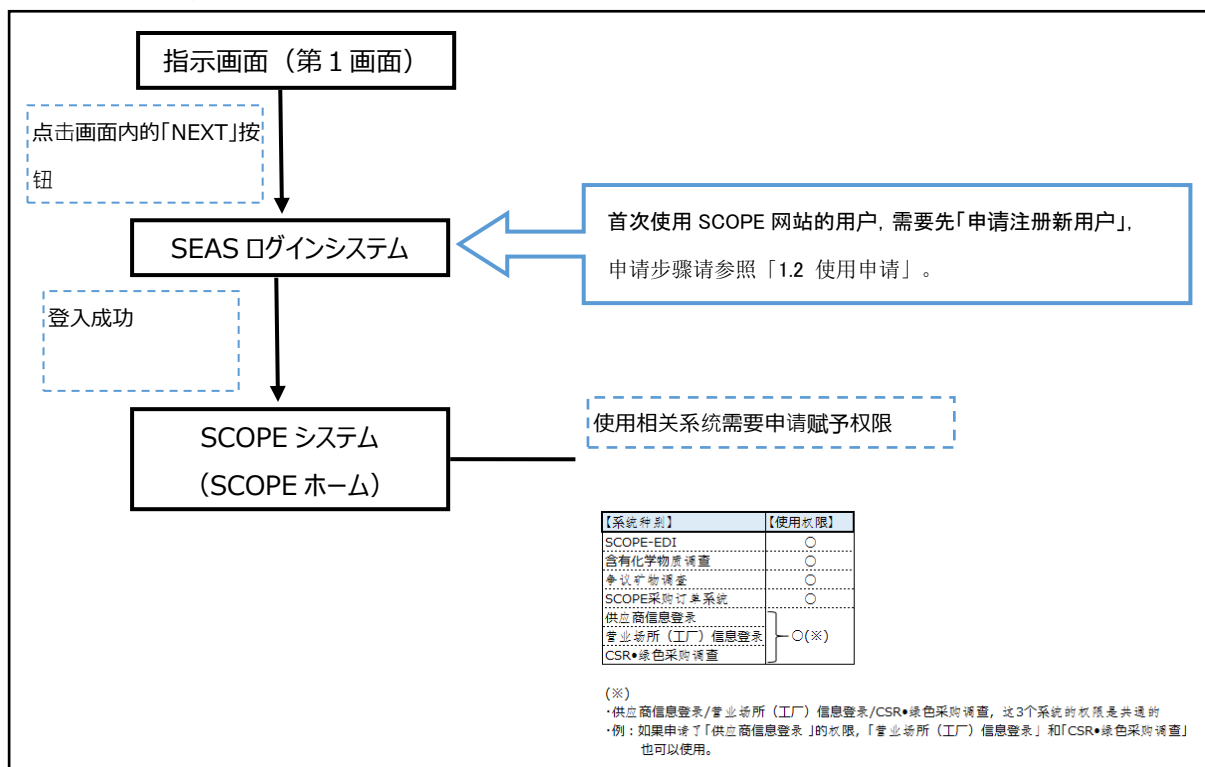 指示画面（第１画面）
点击画面内的「NEXT」按
钮
首次使用 SCOPE 网站的用户, 需要先「申请注册新用户」,
SEAS ログインシステム
申请步骤请参照「1.2 使用申请」。
登入成功
SCOPE システム
（SCOPE ホーム）
使用相关系统需要申请赋予权限
【系统种别】 【使用权限】
SCOPE-EDI ○
含有化学物质调查 ○
争议矿物调查 ○
SCOPE采购订单系统 ○
供应商信息登录
营业场所（工厂）信息登录 ○(※)
CSR•绿色采购调查
(※)
・供应商信息登录/营业场所（工厂）信息登录/CSR•绿色采购调查，这3个系统的权限是共通的
・例：如果申请了「供应商信息登录 」的权限，「营业场所（工厂）信息登录」和「CSR•绿色采购调查」
也可以使用。